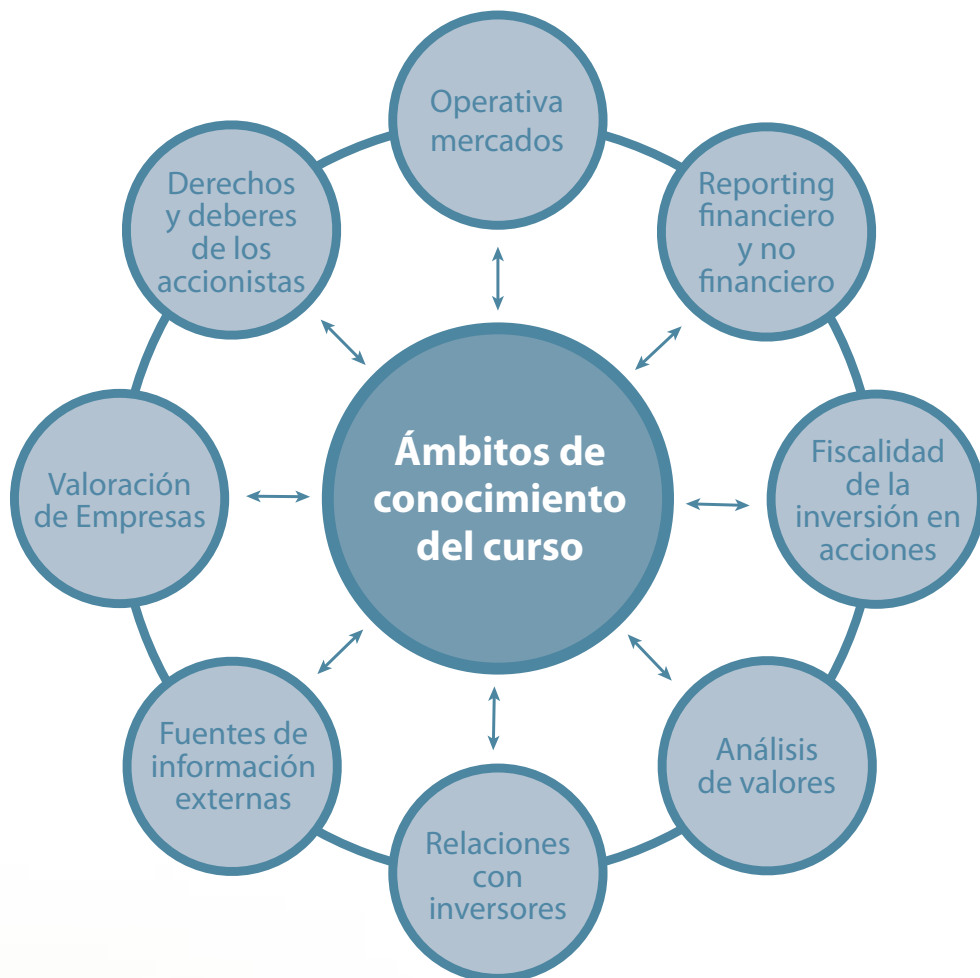 Operativa
mercados
Reporting
financiero
y no
financiero
Fiscalidad
de la
inversión en
acciones
Análisis
de valores
Relaciones
con
inversores
Fuentes de
información
externas
Valoración
de Empresas
Derechos
y deberes
de los
accionistas
Ámbitos de
conocimiento
del curso